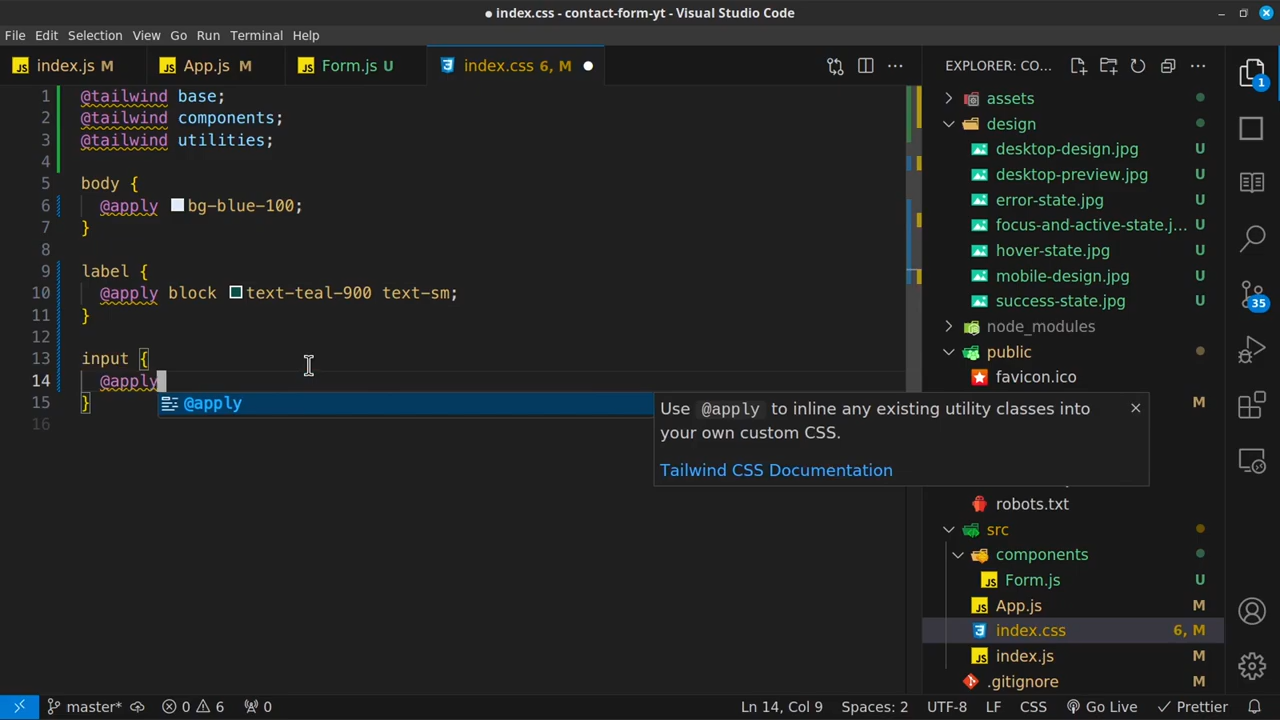 index.css - contact-form-yt - Visual Studio Code
File Edit Selection View Go Run Terminal Help
index.js M App.js M Form.js U index.css 6, M
EXPLORER: CO...
1 @tailwind base;
2 @tailwind components;
3 @tailwind utilities;
4
5 body {
6 @apply bg-blue-100;
7 }
8
9 label {
10 @apply block text-teal-900 text-sm;
11 }
12
13 input {
14 @apply
15 }
16
@apply
Use @apply to inline any existing utility classes into
your own custom CSS.
Tailwind CSS Documentation
assets
design
desktop-design.jpg U
desktop-preview.jpg U
error-state.jpg U
focus-and-active-state.j... U
hover-state.jpg U
mobile-design.jpg U
success-state.jpg U
node_modules
public
favicon.ico
M
robots.txt
src
components
Form.js U
App.js M
index.css 6, M
index.js M
.gitignore M
1
35
master* 0 6 0 Ln 14, Col 9 Spaces: 2 UTF-8 LF CSS Go Live Prettier